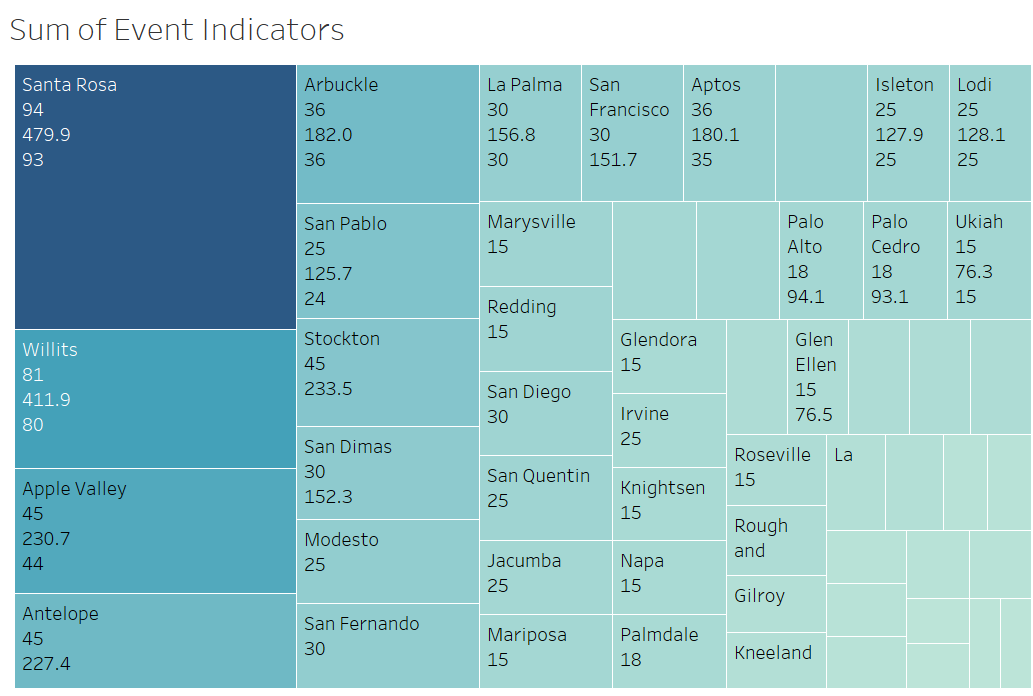 Sum of Event Indicators
Santa Rosa
94
479.9
93
Willits
81
411.9
80
Apple Valley
45
230.7
44
Antelope
45
227.4
Arbuckle
36
182.0
36
San Pablo
25
125.7
24
Stockton
45
233.5
San Dimas
30
152.3
Modesto
25
San Fernando
30
La Palma
30
156.8
30
San
Francisco
30
151.7
Aptos
36
180.1
35
Isleton
25
127.9
25
Lodi
25
128.1
25
Marysville
15
Redding
15
San Diego
30
San Quentin
25
Jacumba
25
Mariposa
15
Palo
Alto
18
94.1
Palo
Cedro
18
93.1
Ukiah
15
76.3
15
Glendora
15
Irvine
25
Knightsen
15
Napa
15
Palmdale
18
Glen
Ellen
15
76.5
Roseville
15
Rough
and
Gilroy
Kneeland
La